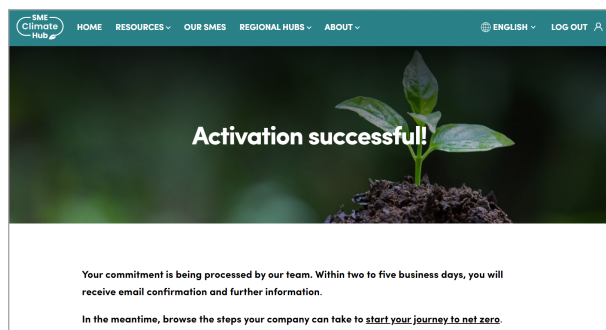 SME
Climate
Hub
HOME RESOURCES OUR SMES REGIONAL HUBS ABOUT ENGLISH LOG OUT
Activation successful!
Your commitment is being processed by our team. Within two to five business days, you will
receive email confirmation and further information.
In the meantime, browse the steps your company can take to start your journey to net zero.